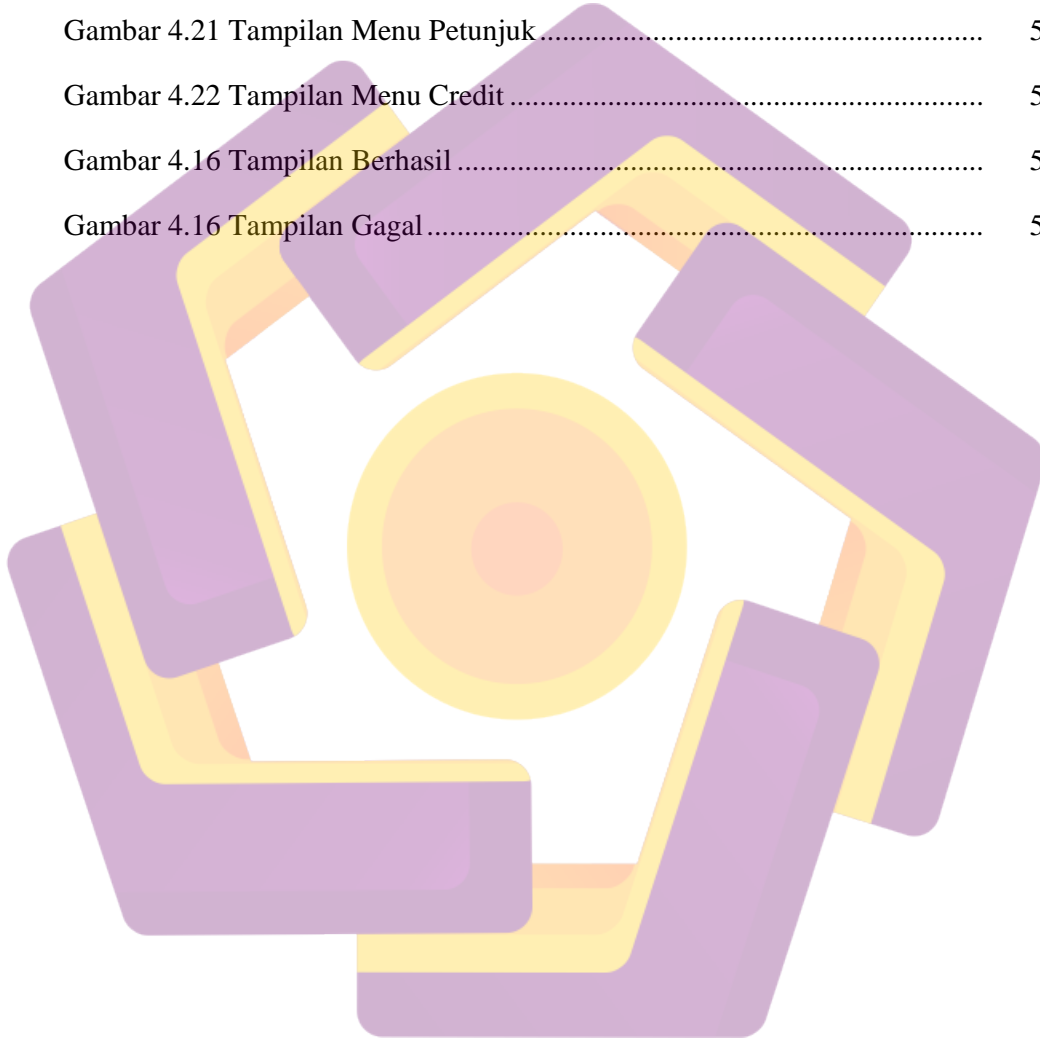 Gambar 4.21 Tampilan Menu Petunjuk............................................................ 5
Gambar 4.22 Tampilan Menu Credit ................................................................ 5
Gambar 4.16 Tampilan Berhasil ....................................................................... 5
Gambar 4.16 Tampilan Gagal........................................................................... 5